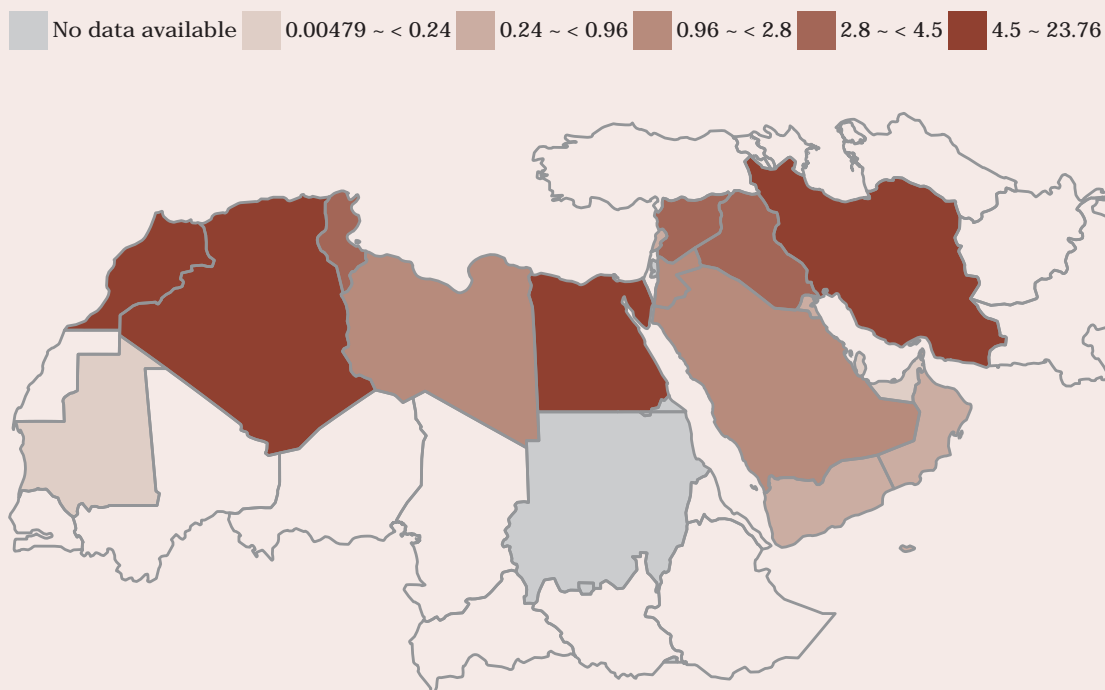 No data available 0.00479 ~ < 0.24 0.24 ~ < 0.96 0.96 ~ < 2.8 2.8 ~ < 4.5 4.5 ~ 23.76